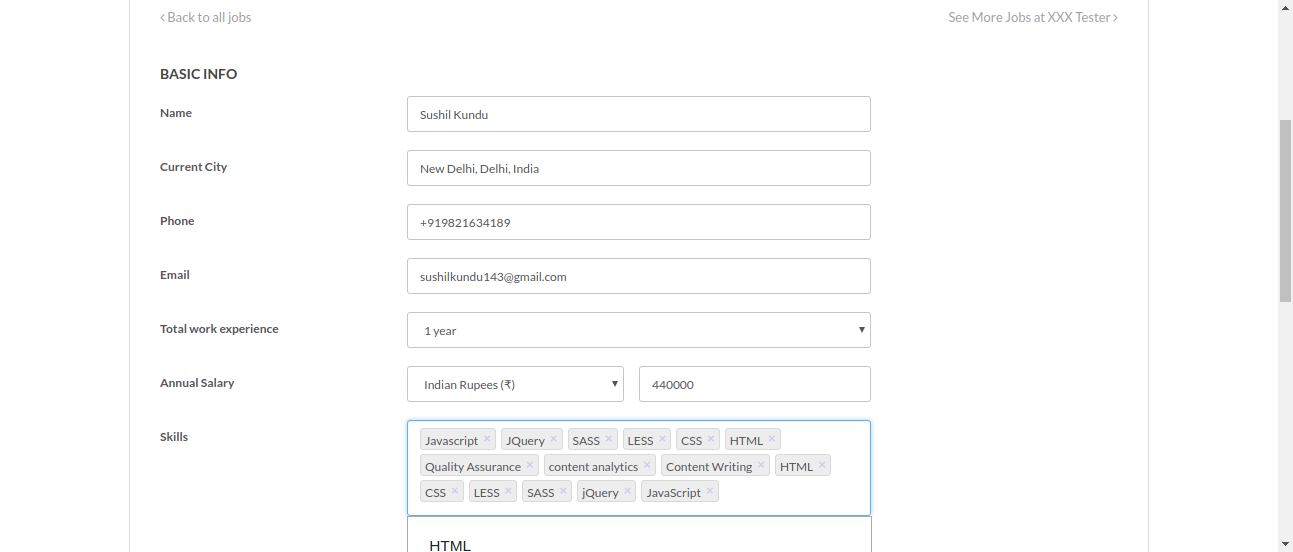 ‹ Back to all jobs See More Jobs at XXX Tester ›
BASIC INFO
Name Sushil Kundu
Current City New Delhi, Delhi, India
Phone +919821634189
Email sushilkundu143@gmail.com
Total work experience 1 year
Annual Salary Indian Rupees (₹) 440000
Skills Javascript × JQuery × SASS × LESS × CSS × HTML ×
Quality Assurance × content analytics × Content Writing × HTML ×
CSS × LESS × SASS × jQuery × JavaScript ×
HTML